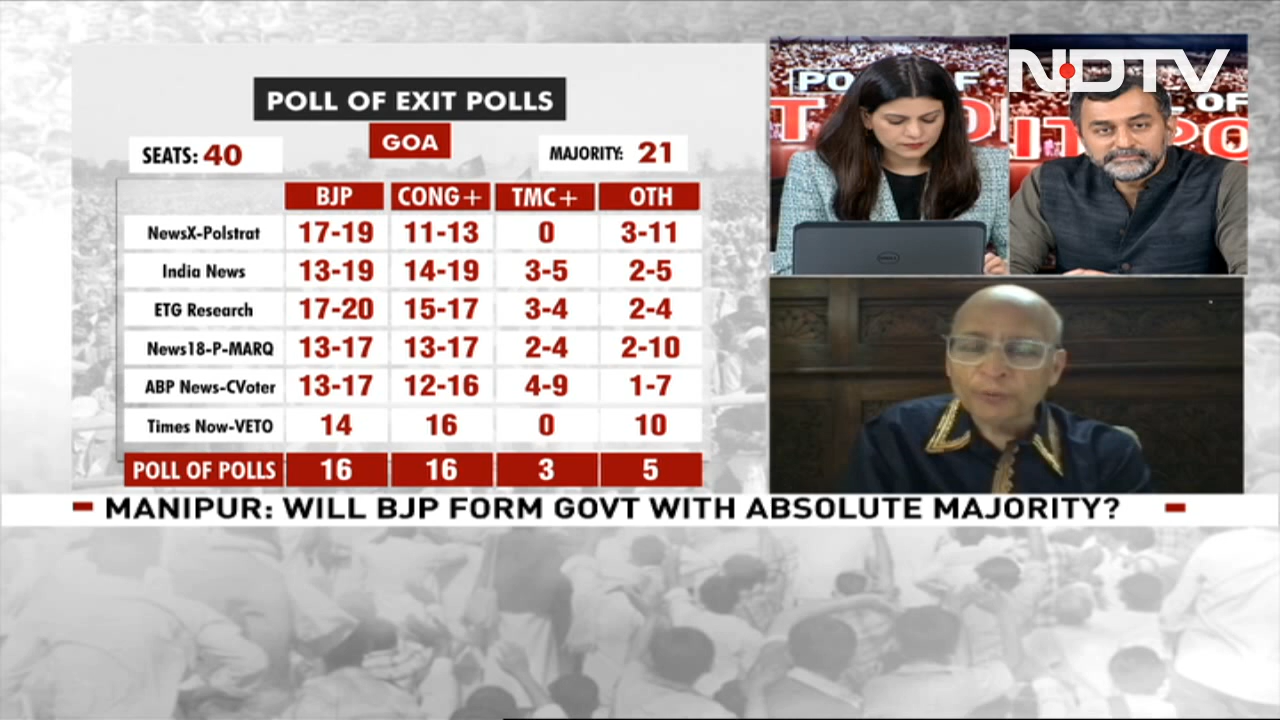 POLL OF EXIT POLLS
GOA
SEATS: 40
MAJORITY: 21
BJP CONG+ TMC+ OTH
NewsX-Polstrat 17-19 11-13 0 3-11
India News 13-19 14-19 3-5 2-5
ETG Research 17-20 15-17 3-4 2-4
News18-P-MARQ 13-17 13-17 2-4 2-10
ABP News-CVoter 13-17 12-16 4-9 1-7
Times Now-VETO 14 16 0 10
POLL OF POLLS 16 16 3 5
NDTV
OF
DELL
MANIPUR: WILL BJP FORM GOVT WITH ABSOLUTE MAJORITY?